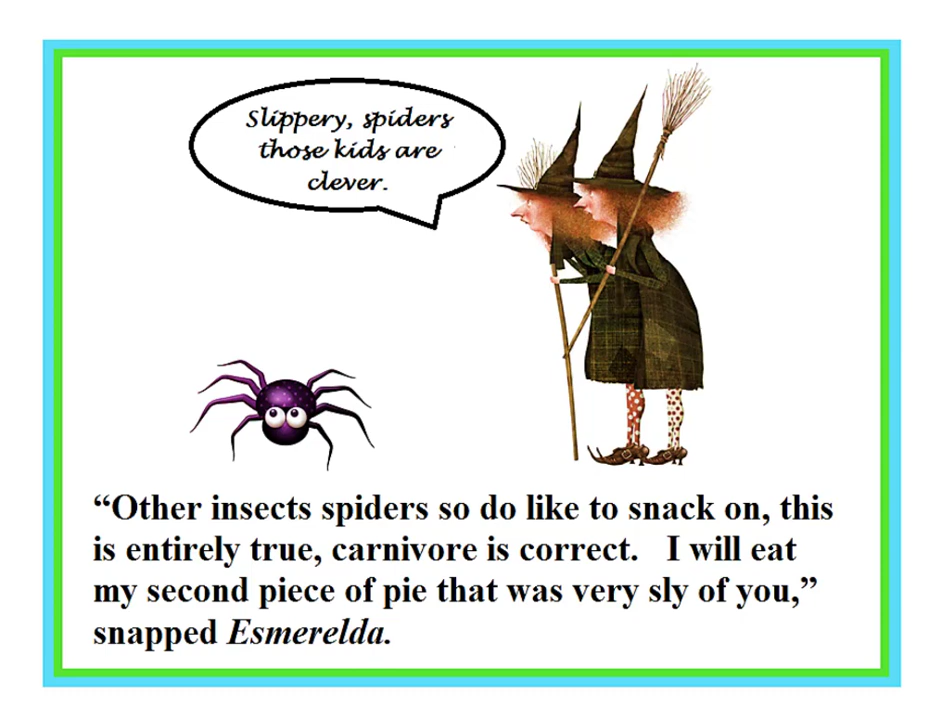 Slippery, spiders
those kids are
clever.
“Other insects spiders so do like to snack on, this
is entirely true, carnivore is correct.   I will eat
my second piece of pie that was very sly of you,”
snapped Esmerelda.